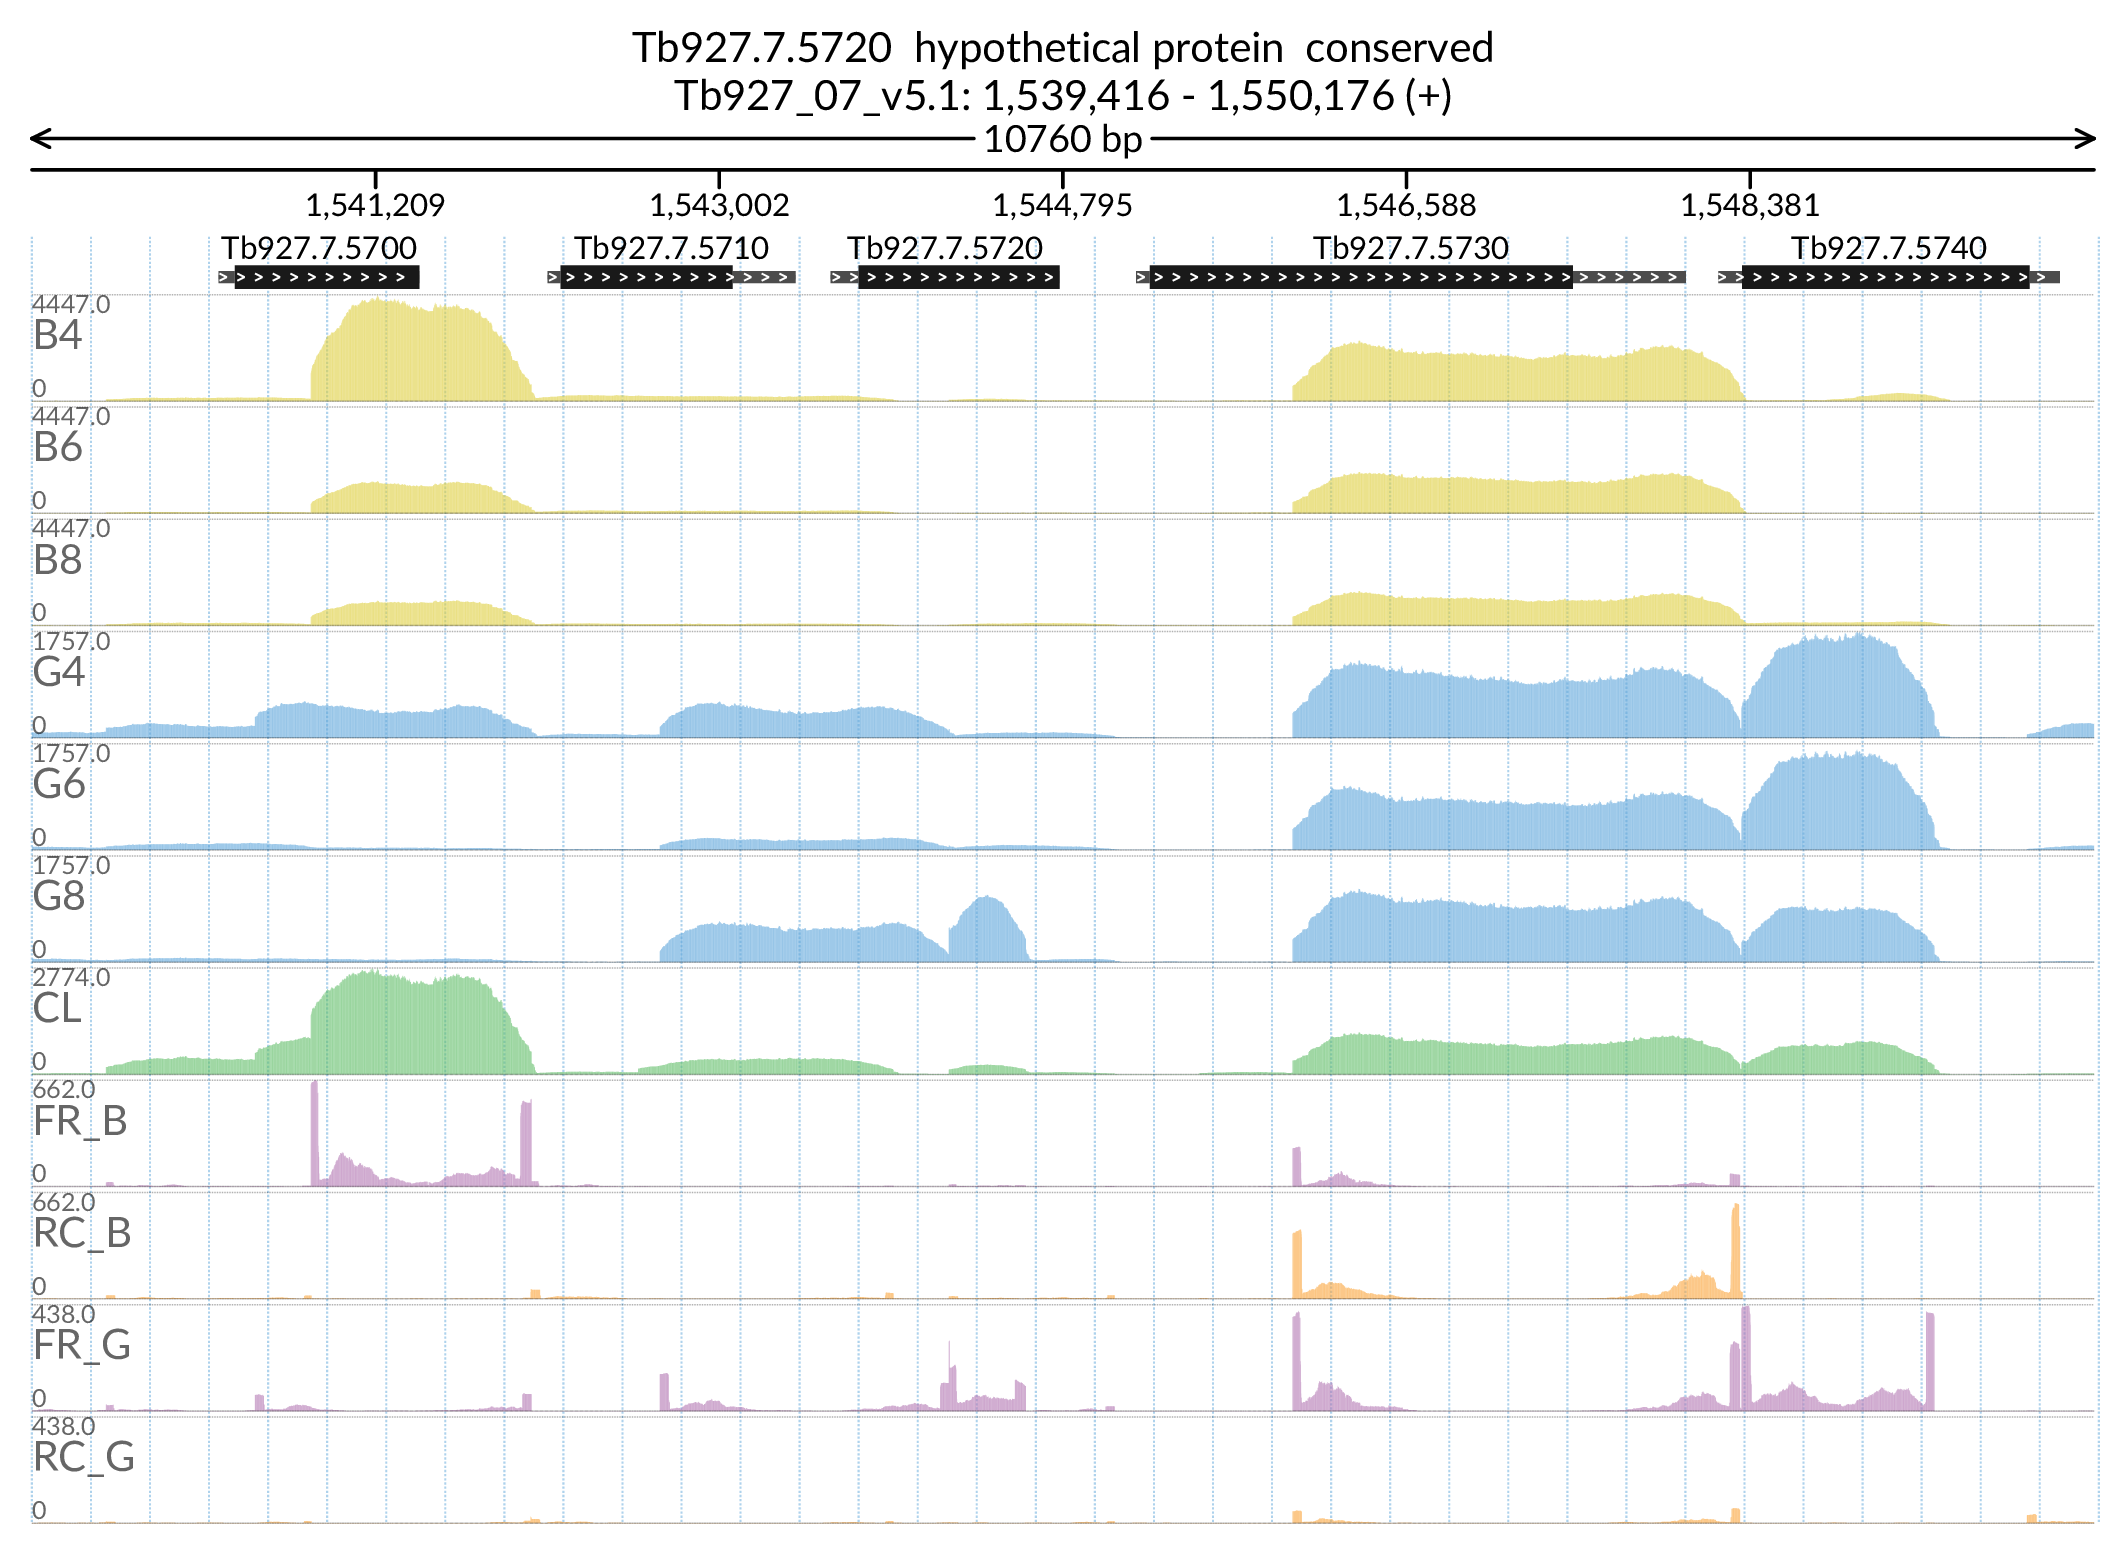 Tb927.7.5720 hypothetical protein conserved
Tb927_07_v5.1: 1,539,416 - 1,550,176 (+)
10760 bp
1,541,209 1,543,002 1,544,795 1,546,588 1,548,381
Tb927.7.5700 Tb927.7.5710 Tb927.7.5720 Tb927.7.5730 Tb927.7.5740
4447.0
B4
0
4447.0
B6
0
4447.0
B8
0
1757.0
G4
0
1757.0
G6
0
1757.0
G8
0
2774.0
CL
0
662.0
FR_B
0
662.0
RC_B
0
438.0
FR_G
0
438.0
RC_G
0